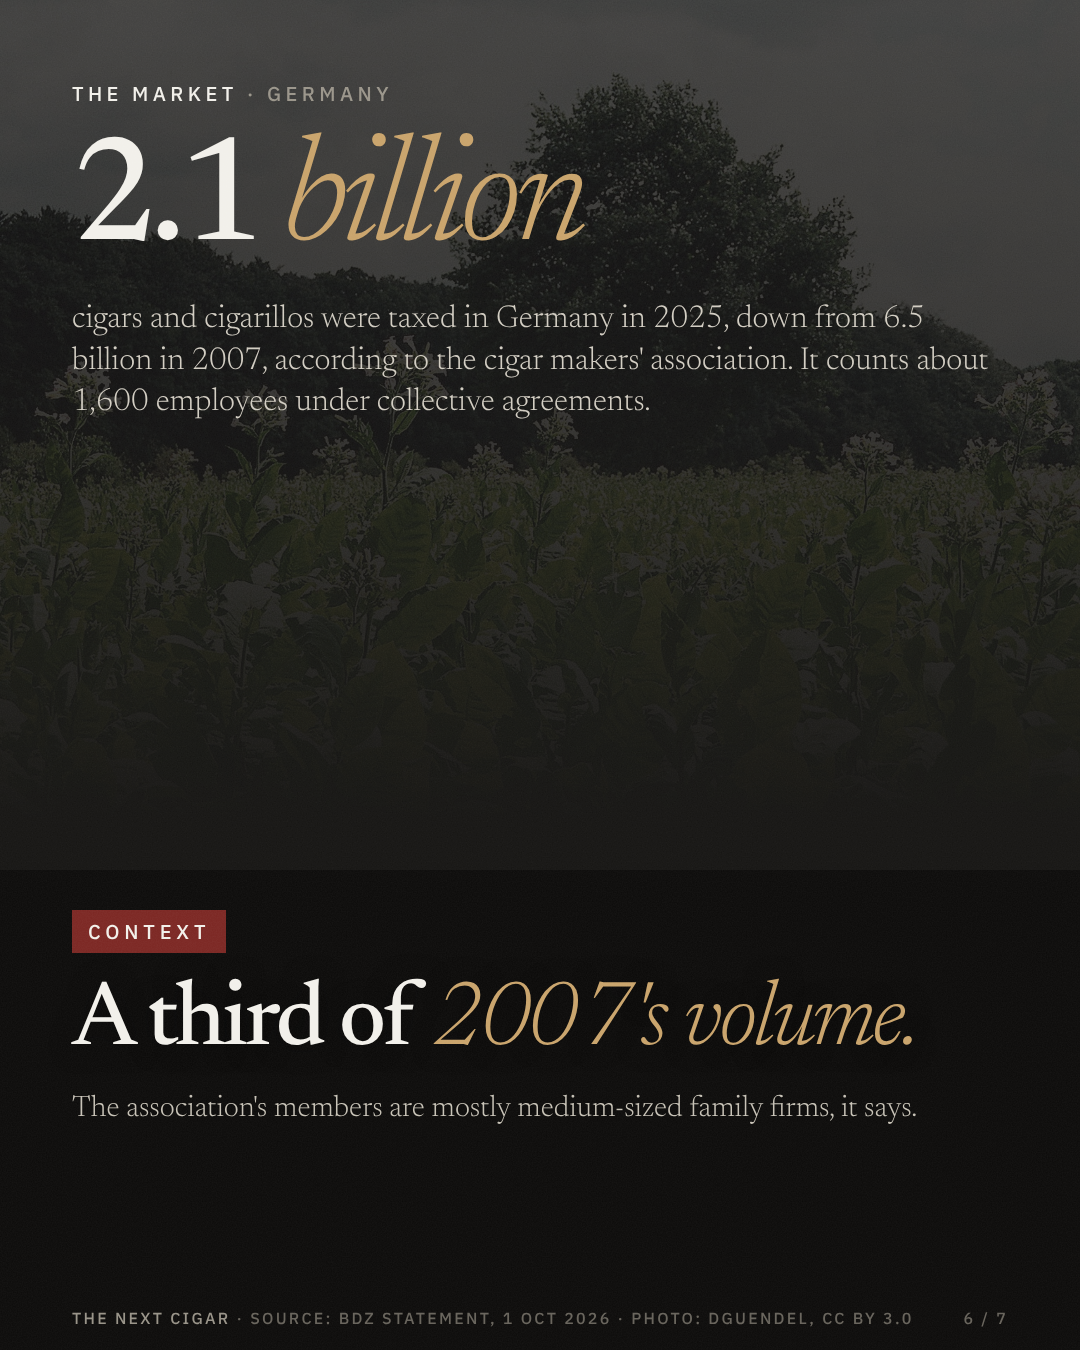 THE MARKET · GERMANY
2.1 billion
cigars and cigarillos were taxed in Germany in 2025, down from 6.5
billion in 2007, according to the cigar makers' association. It counts about
1,600 employees under collective agreements.
CONTEXT
A third of 2007's volume.
The association's members are mostly medium-sized family firms, it says.
THE NEXT CIGAR · SOURCE: BDZ STATEMENT, 1 OCT 2026 · PHOTO: DGUENDEL, CC BY 3.0 6 / 7